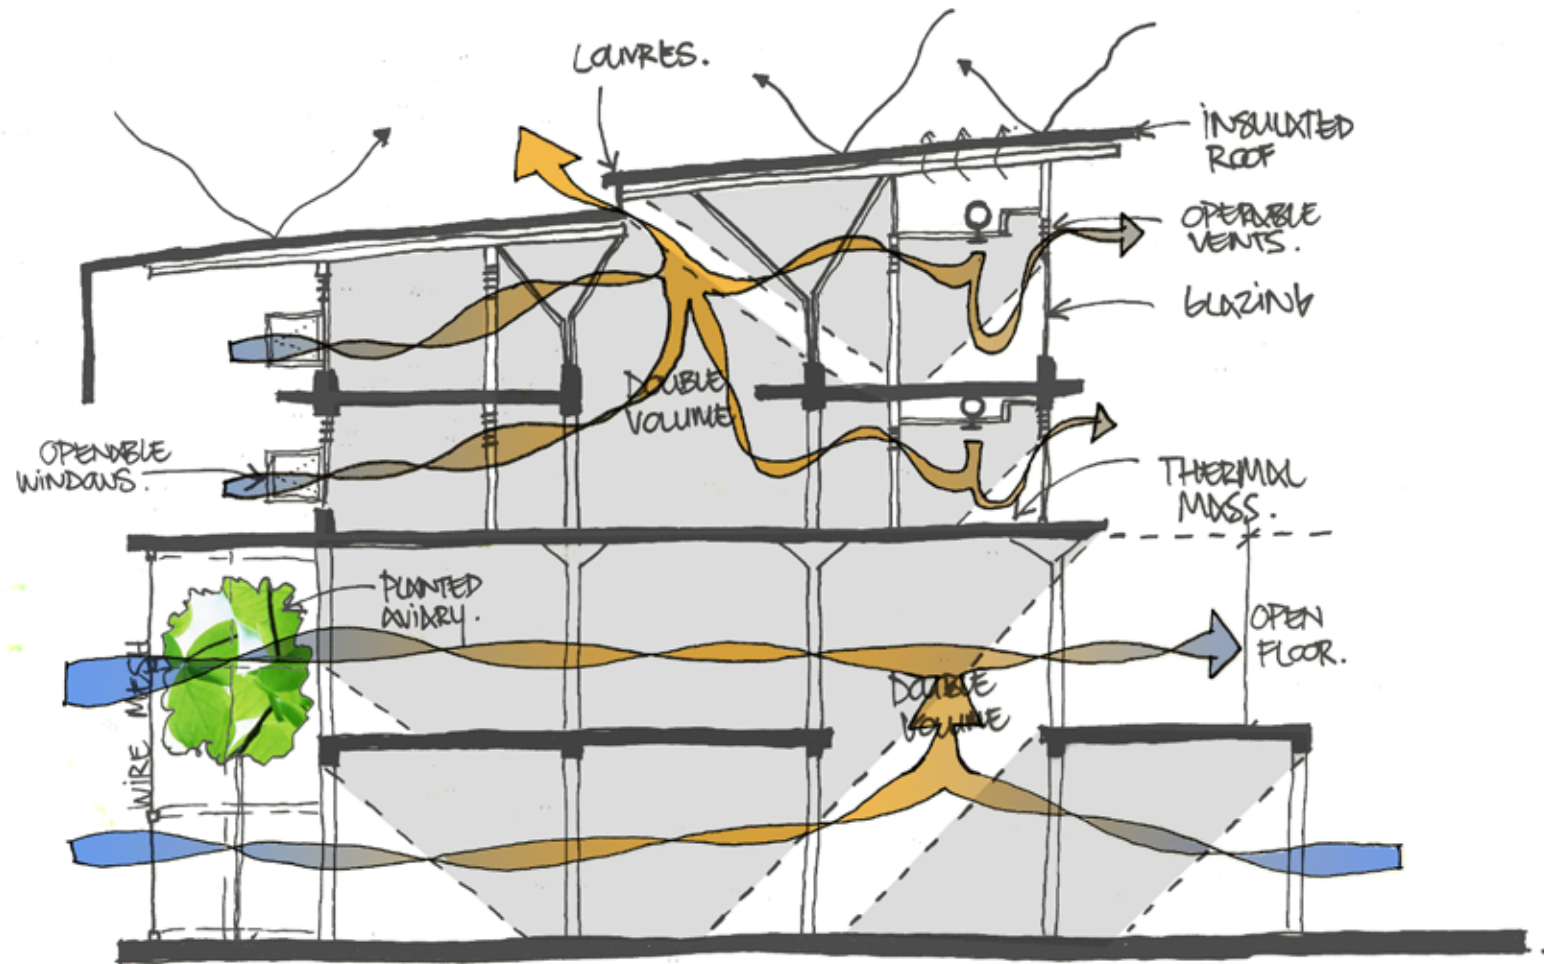 LOUVRES.
INSULATED
ROOF
OPERABLE
VENTS.
GLAZING
DOUBLE
VOLUME
OPENABLE
WINDOWS.
THERMAL
MASS.
PLANTED
AVIARY.
WIRE MESH
OPEN
FLOOR.
DOUBLE
VOLUME